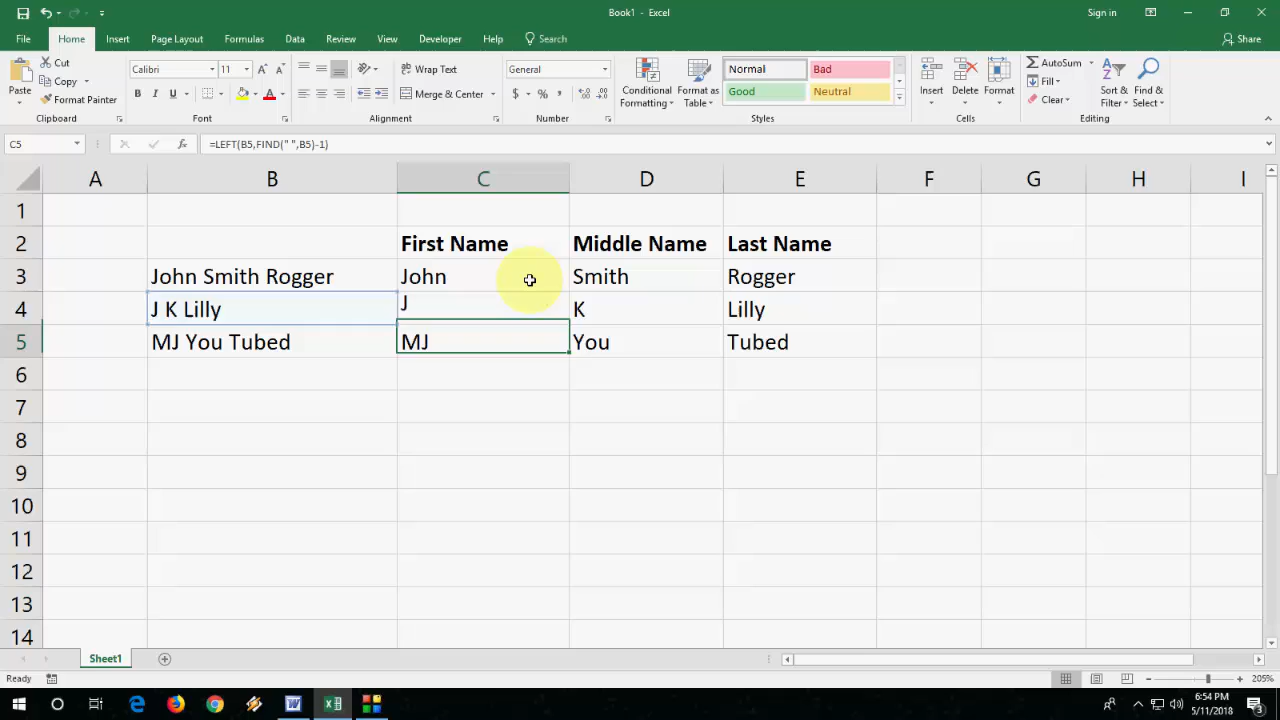 Book1 - Excel
Sign in
File Home Insert Page Layout Formulas Data Review View Developer Help Search Share
Paste
Cut
Copy
Format Painter
Clipboard
Calibri 11
B I U
Font
Wrap Text
Merge & Center
Alignment
General
$ % ,
Number
Conditional Formatting
Format as Table
Normal Bad
Good Neutral
Styles
Insert Delete Format
Cells
AutoSum
Fill
Clear
Sort & Filter
Find & Select
Editing
C5 fx =LEFT(B5,FIND(" ",B5)-1)
A B C D E F G H I
1
2 First Name Middle Name Last Name
3 John Smith Rogger John Smith Rogger
4 J K Lilly J K Lilly
5 MJ You Tubed MJ You Tubed
6
7
8
9
10
11
12
13
14
Sheet1
Ready 205%
6:54 PM
5/11/2018
3